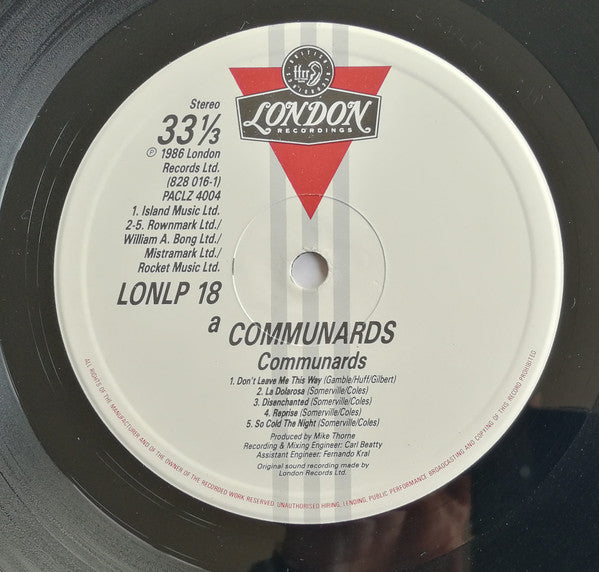 ffrr
LONDON
RECORDINGS
Stereo
33⅓
℗ 1986 London
Records Ltd.
(828 016-1)
PACLZ 4004
1. Island Music Ltd.
2-5. Rownmark Ltd./
William A. Bong Ltd./
Mistramark Ltd./
Rocket Music Ltd.
LONLP 18
a
COMMUNARDS
Communards
1. Don't Leave Me This Way (Gamble/Huff/Gilbert)
2. La Dolarosa (Somerville/Coles)
3. Disenchanted (Somerville/Coles)
4. Reprise (Somerville/Coles)
5. So Cold The Night (Somerville/Coles)
Produced by Mike Thorne
Recording & Mixing Engineer: Carl Beatty
Assistant Engineer: Fernando Kral
Original sound recording made by
London Records Ltd.
ALL RIGHTS OF THE MANUFACTURER AND OF THE OWNER OF THE RECORDED WORK RESERVED. UNAUTHORISED HIRING, LENDING, PUBLIC PERFORMANCE BROADCASTING AND COPYING OF THIS RECORD PROHIBITED